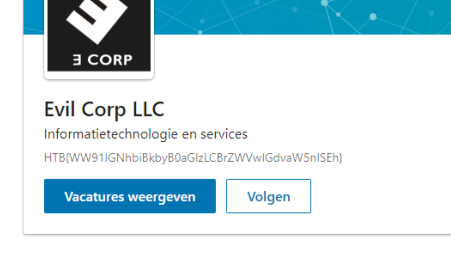 Ǝ CORP
Evil Corp LLC
Informatietechnologie en services
HTB{WW91IGNhbiBkbyB0aGlzLCBrZWVwIGdvaW5nISEh}
Vacatures weergeven
Volgen